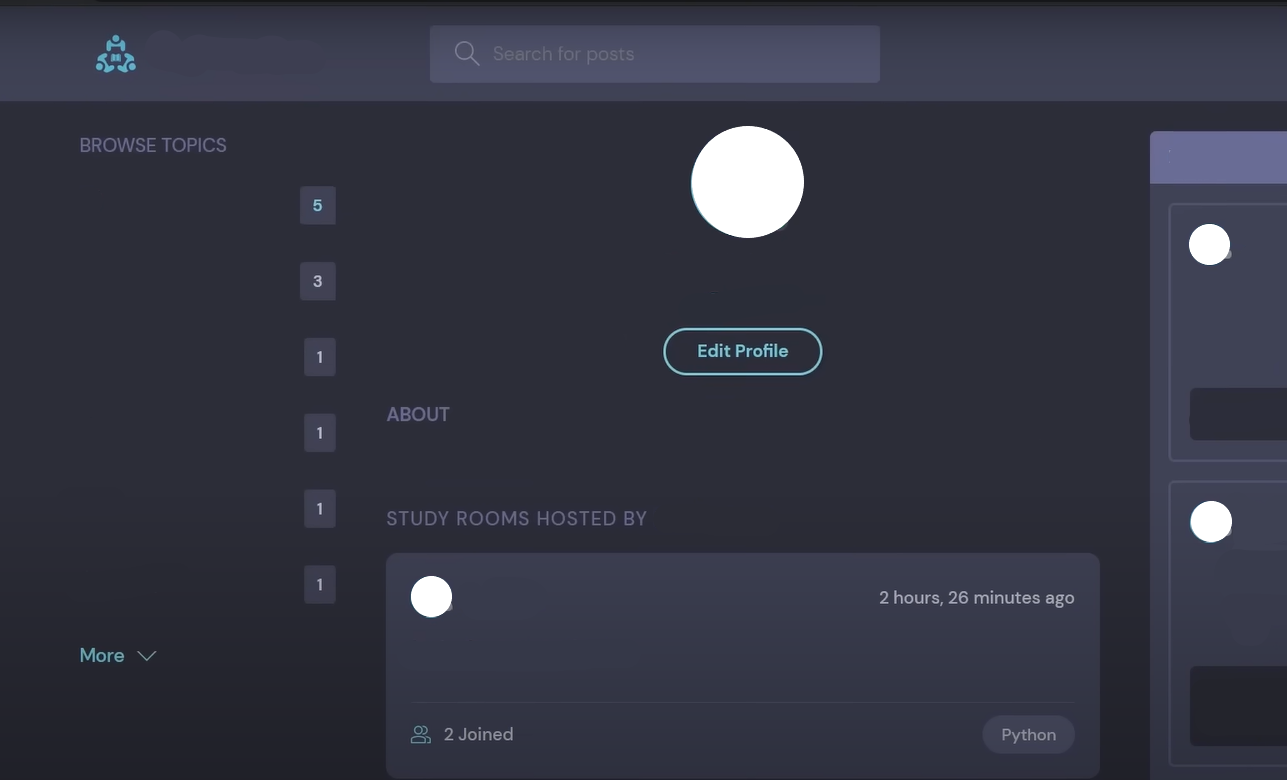 Search for posts
BROWSE TOPICS
5
3
1
1
1
1
More
Edit Profile
ABOUT
STUDY ROOMS HOSTED BY
2 hours, 26 minutes ago
2 Joined
Python